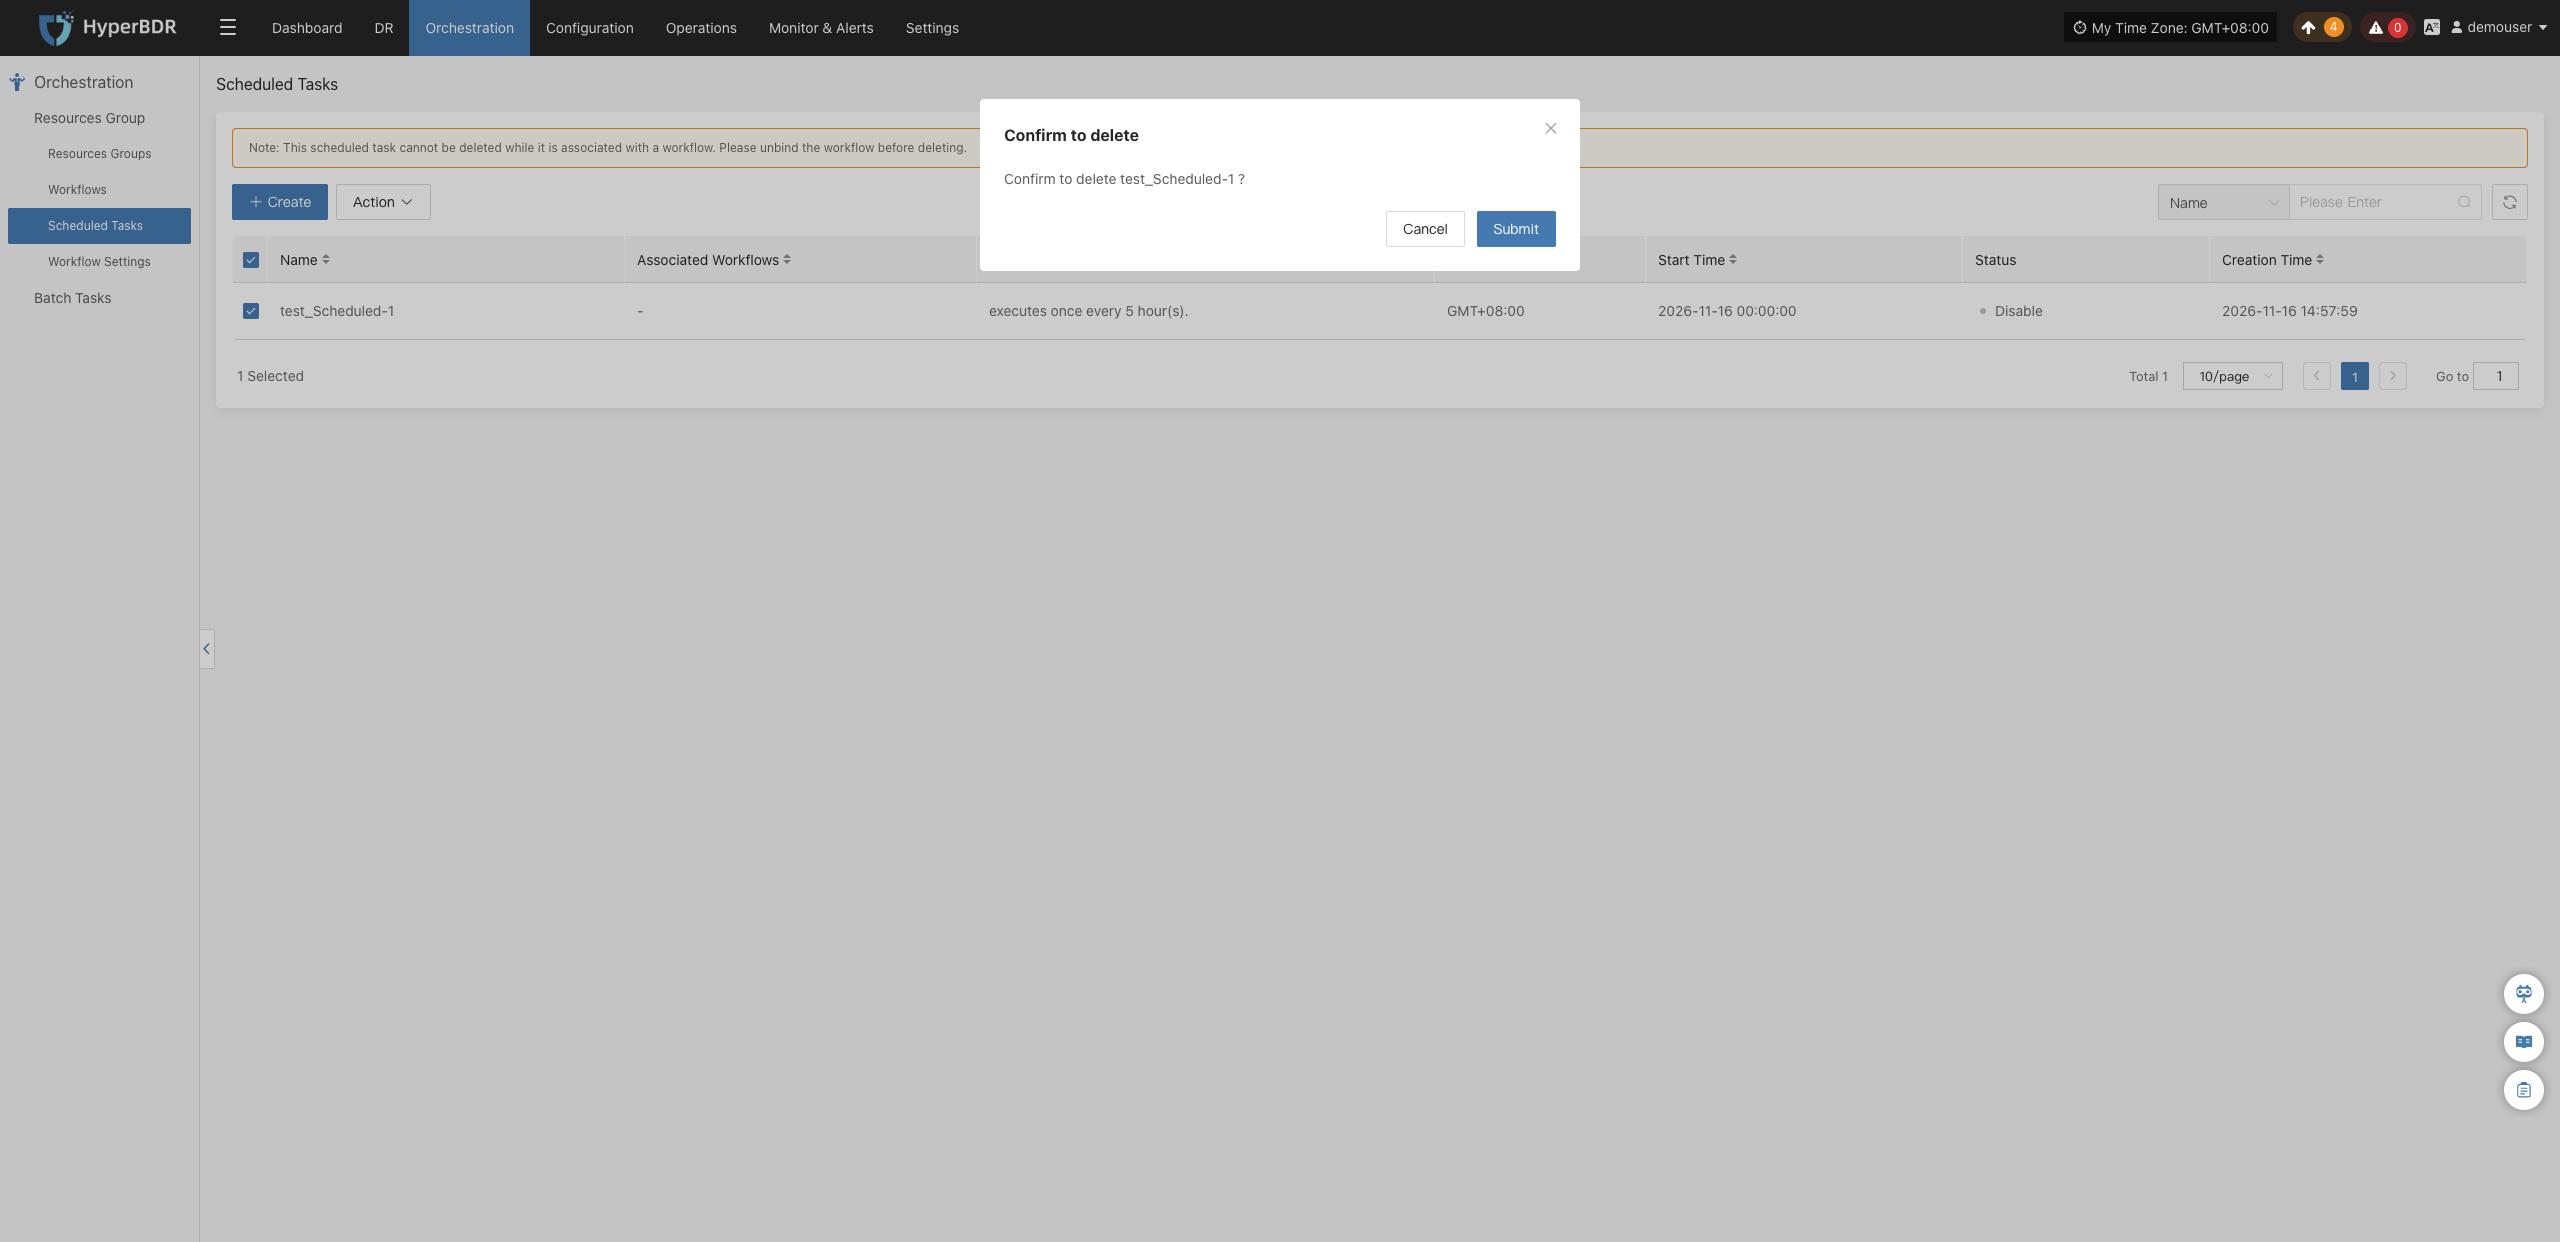 HyperBDR
Dashboard
DR
Orchestration
Configuration
Operations
Monitor & Alerts
Settings
My Time Zone: GMT+08:00
4
0
demouser
Orchestration
Resources Group
Resources Groups
Workflows
Scheduled Tasks
Workflow Settings
Batch Tasks
Scheduled Tasks
Note: This scheduled task cannot be deleted while it is associated with a workflow. Please unbind the workflow before deleting.
Create
Action
Name
Please Enter
Confirm to delete
Confirm to delete test_Scheduled-1 ?
Cancel
Submit
Name
Associated Workflows
Start Time
Status
Creation Time
test_Scheduled-1
-
executes once every 5 hour(s).
GMT+08:00
2026-11-16 00:00:00
Disable
2026-11-16 14:57:59
1 Selected
Total 1
10/page
1
Go to
1